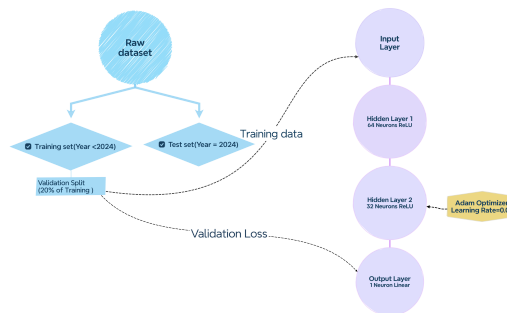 Raw
dataset
Training set(Year <2024)
Test set(Year = 2024)
Validation Split
(20% of Training )
Training data
Validation Loss
Input
Layer
Hidden Layer 1
64 Neurons ReLU
Hidden Layer 2
32 Neurons ReLU
Adam Optimizer
Learning
Output Layer
1 Neuron Linear